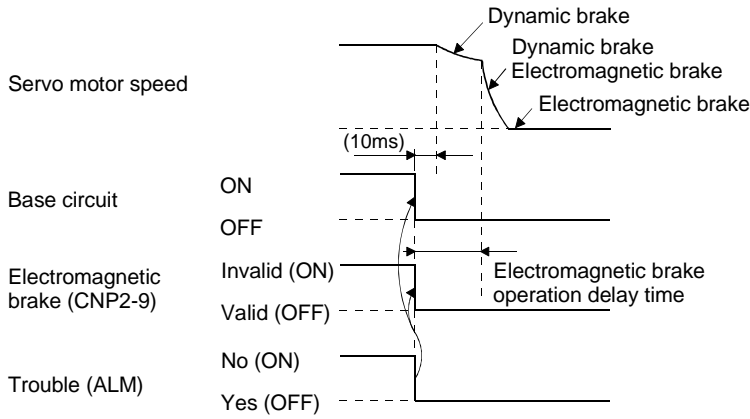 Dynamic brake
Dynamic brake
Electromagnetic brake
Servo motor speed
Electromagnetic brake
(10ms)
ON
Base circuit
OFF
Electromagnetic
brake (CNP2-9)
Invalid (ON)
Valid (OFF)
Electromagnetic brake
operation delay time
No (ON)
Trouble (ALM)
Yes (OFF)